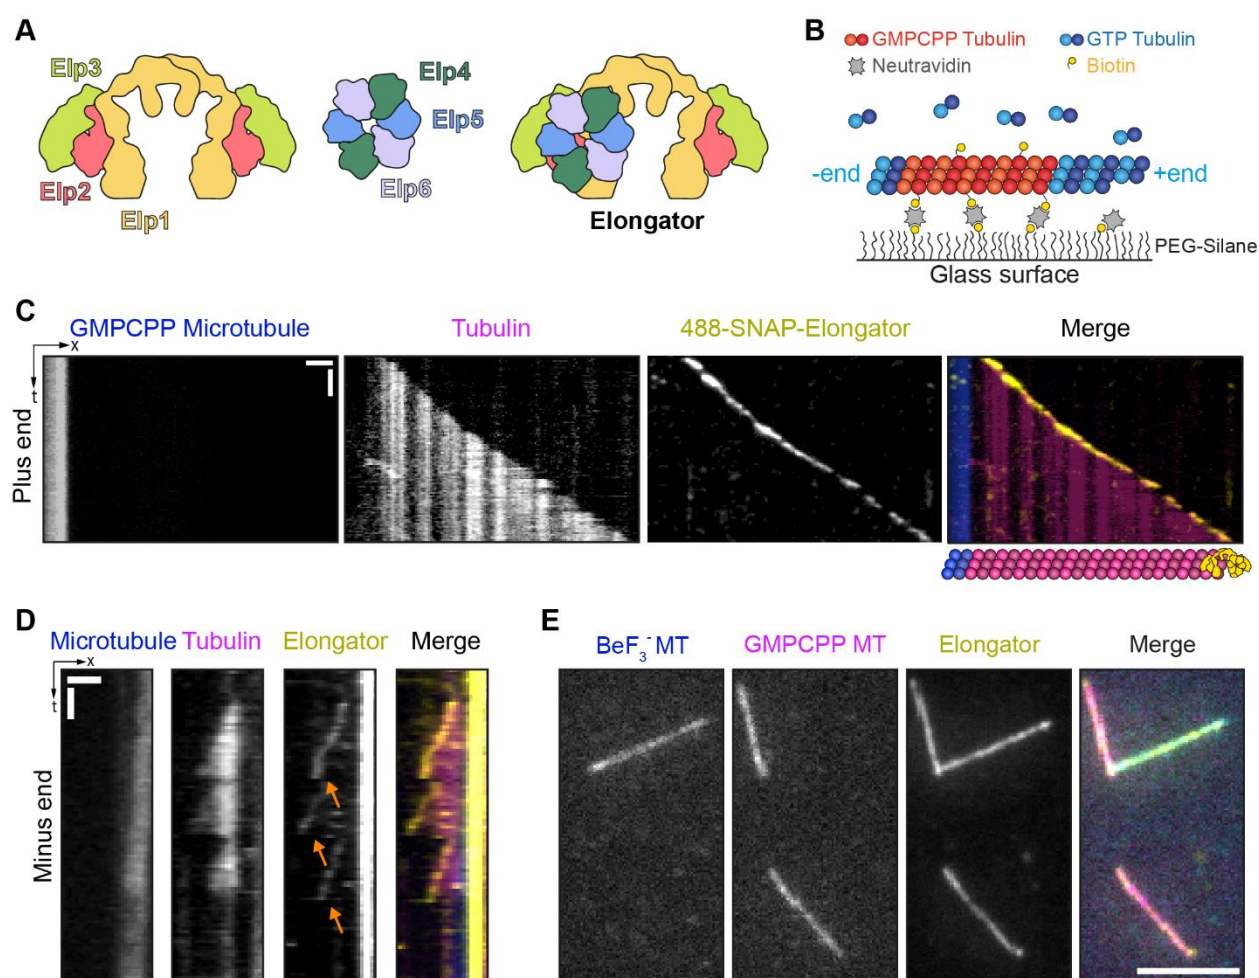 A
Elp3
Elp2
Elp1
Elp4
Elp5
Elp6
Elongator
B
GMPCPP Tubulin
GTP Tubulin
Neutravidin
Biotin
-end
+end
PEG-Silane
Glass surface
C
GMPCPP Microtubule
Tubulin
488-SNAP-Elongator
Merge
x
t
Plus end
D
Microtubule
Tubulin
Elongator
Merge
x
t
Minus end
E
BeF3- MT
GMPCPP MT
Elongator
Merge